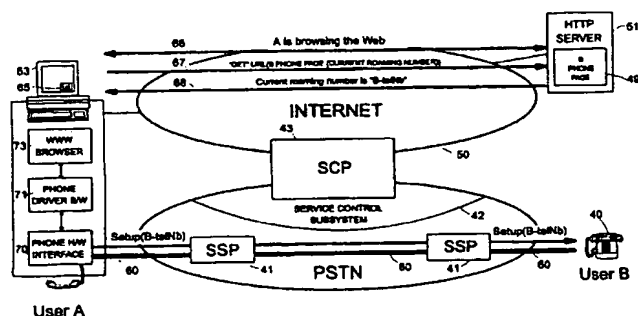 66
A is browsing the Web
HTTP
SERVER
51
53
65
67
"GET" URL(B PHONE PAGE (CURRENT ROAMING NUMBER))
B
PHONE
PAGE
49
68
Current roaming number is "B-telNb"
INTERNET
43
SCP
50
73
WWW
BROWSER
71
PHONE
DRIVER S/W
SERVICE CONTROL
SUBSYSTEM
42
70
PHONE H/W
INTERFACE
Setup(B-telNb)
SSP
SSP
Setup(B-telNb)
40
60
41
PSTN
60
41
60
User B
User A